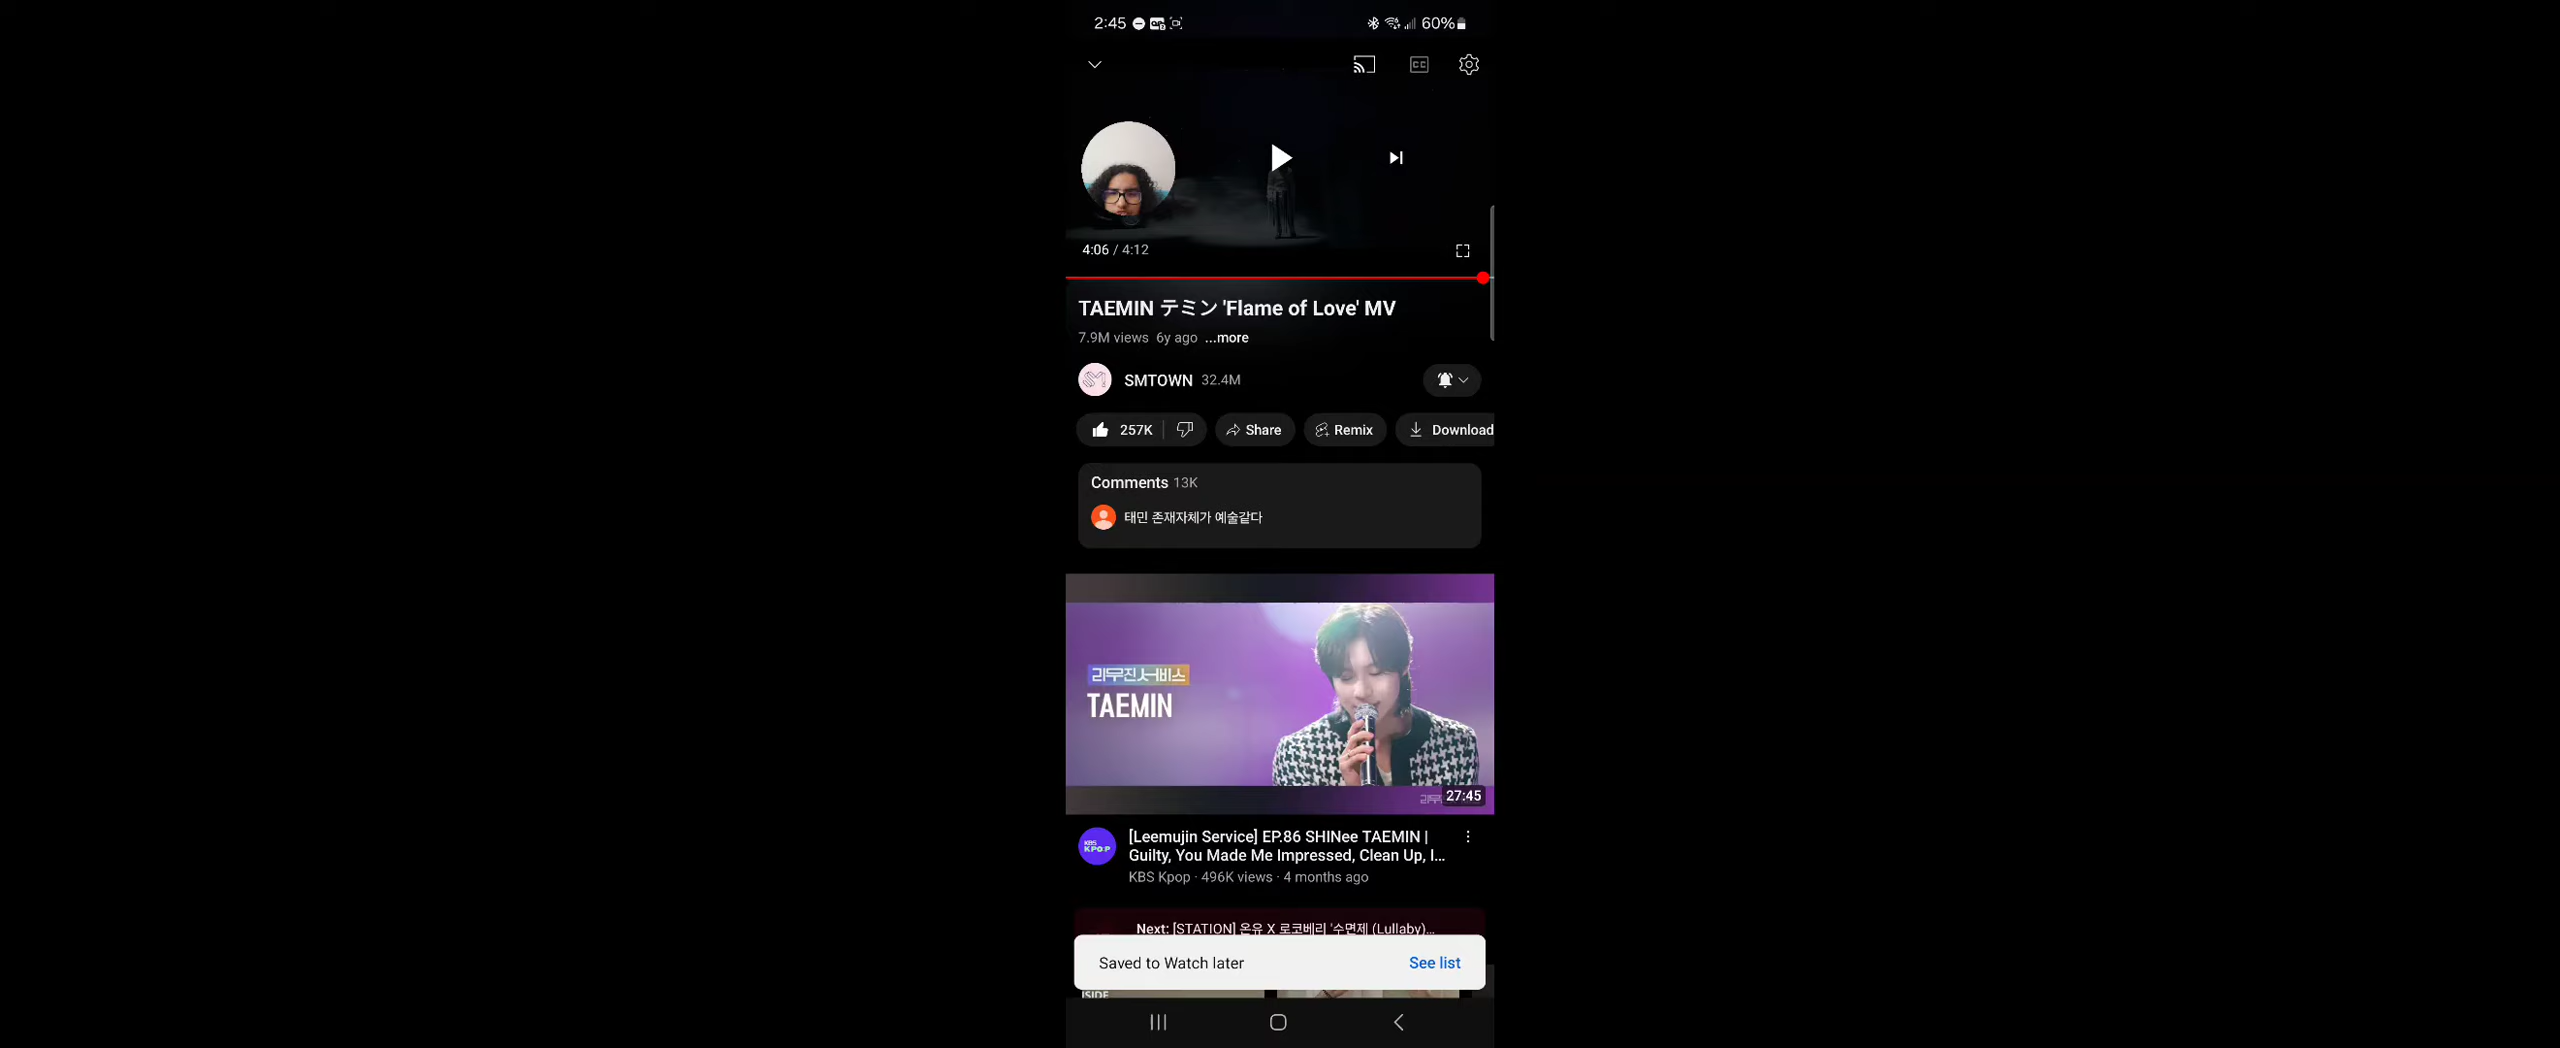 2:45
60%
CC
4:06 / 4:12
TAEMIN テミン 'Flame of Love' MV
7.9M views 6y ago ...more
SMTOWN 32.4M
257K Share Remix Download
Comments 13K
태민 존재자체가 예술같다
리무진서비스
TAEMIN
27:45
KBS KPOP
[Leemujin Service] EP.86 SHINee TAEMIN |
Guilty, You Made Me Impressed, Clean Up, I...
KBS Kpop · 496K views · 4 months ago
Next: [STATION] 온유 X 로코베리 '수면제 (Lullaby)...
Saved to Watch later See list